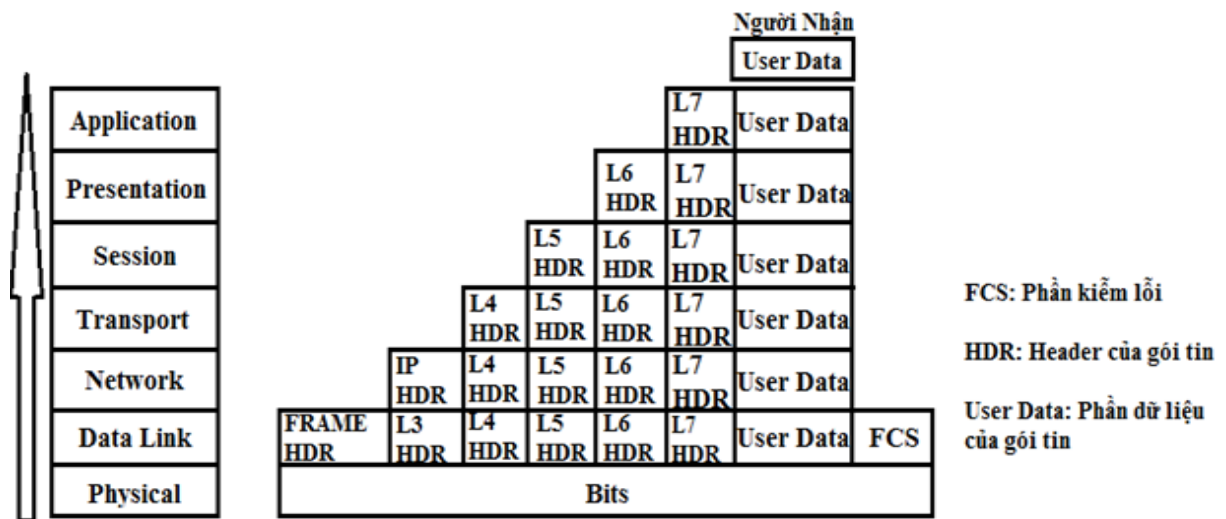 Người Nhận
User Data
Application
L7
HDR
User Data
Presentation
L6
HDR
L7
HDR
User Data
Session
L5
HDR
L6
HDR
L7
HDR
User Data
Transport
L4
HDR
L5
HDR
L6
HDR
L7
HDR
User Data
Network
IP
HDR
L4
HDR
L5
HDR
L6
HDR
L7
HDR
User Data
Data Link
FRAME
HDR
L3
HDR
L4
HDR
L5
HDR
L6
HDR
L7
HDR
User Data
FCS
Physical
Bits
FCS: Phần kiểm lỗi
HDR: Header của gói tin
User Data: Phần dữ liệu
của gói tin